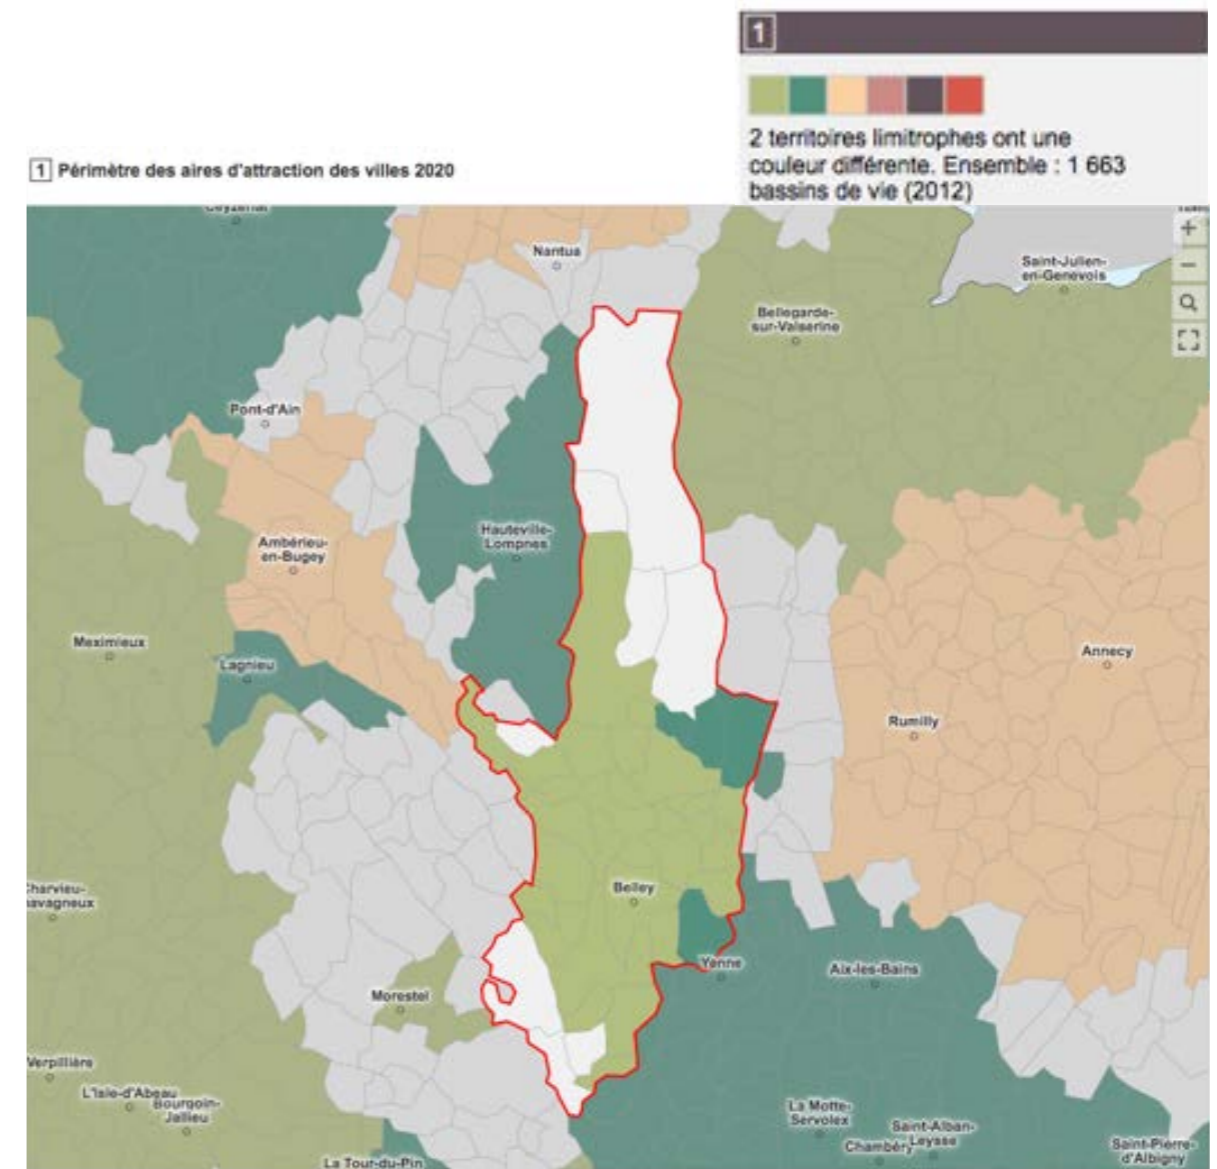 1
2 territoires limitrophes ont une
couleur différente. Ensemble : 1 663
bassins de vie (2012)
1 Périmètre des aires d'attraction des villes 2020
Nantua
Saint-Julien-
en-Genevois
+
−
Bellegarde-
sur-Valserine
Pont-d'Ain
Hauteville-
Lompnes
Ambérieu-
en-Bugey
Meximieux
Lagnieu
Annecy
Rumilly
Belley
Charvieu-
avagneux
Yenne
Aix-les-Bains
Morestel
Verpillière
L'Isle-d'Abeau
Bourgoin-
Jallieu
La Motte-
Servolex
Saint-Alban-
Leysse
Chambéry
Saint-Pierre-
d'Albigny
La Tour-du-Pin